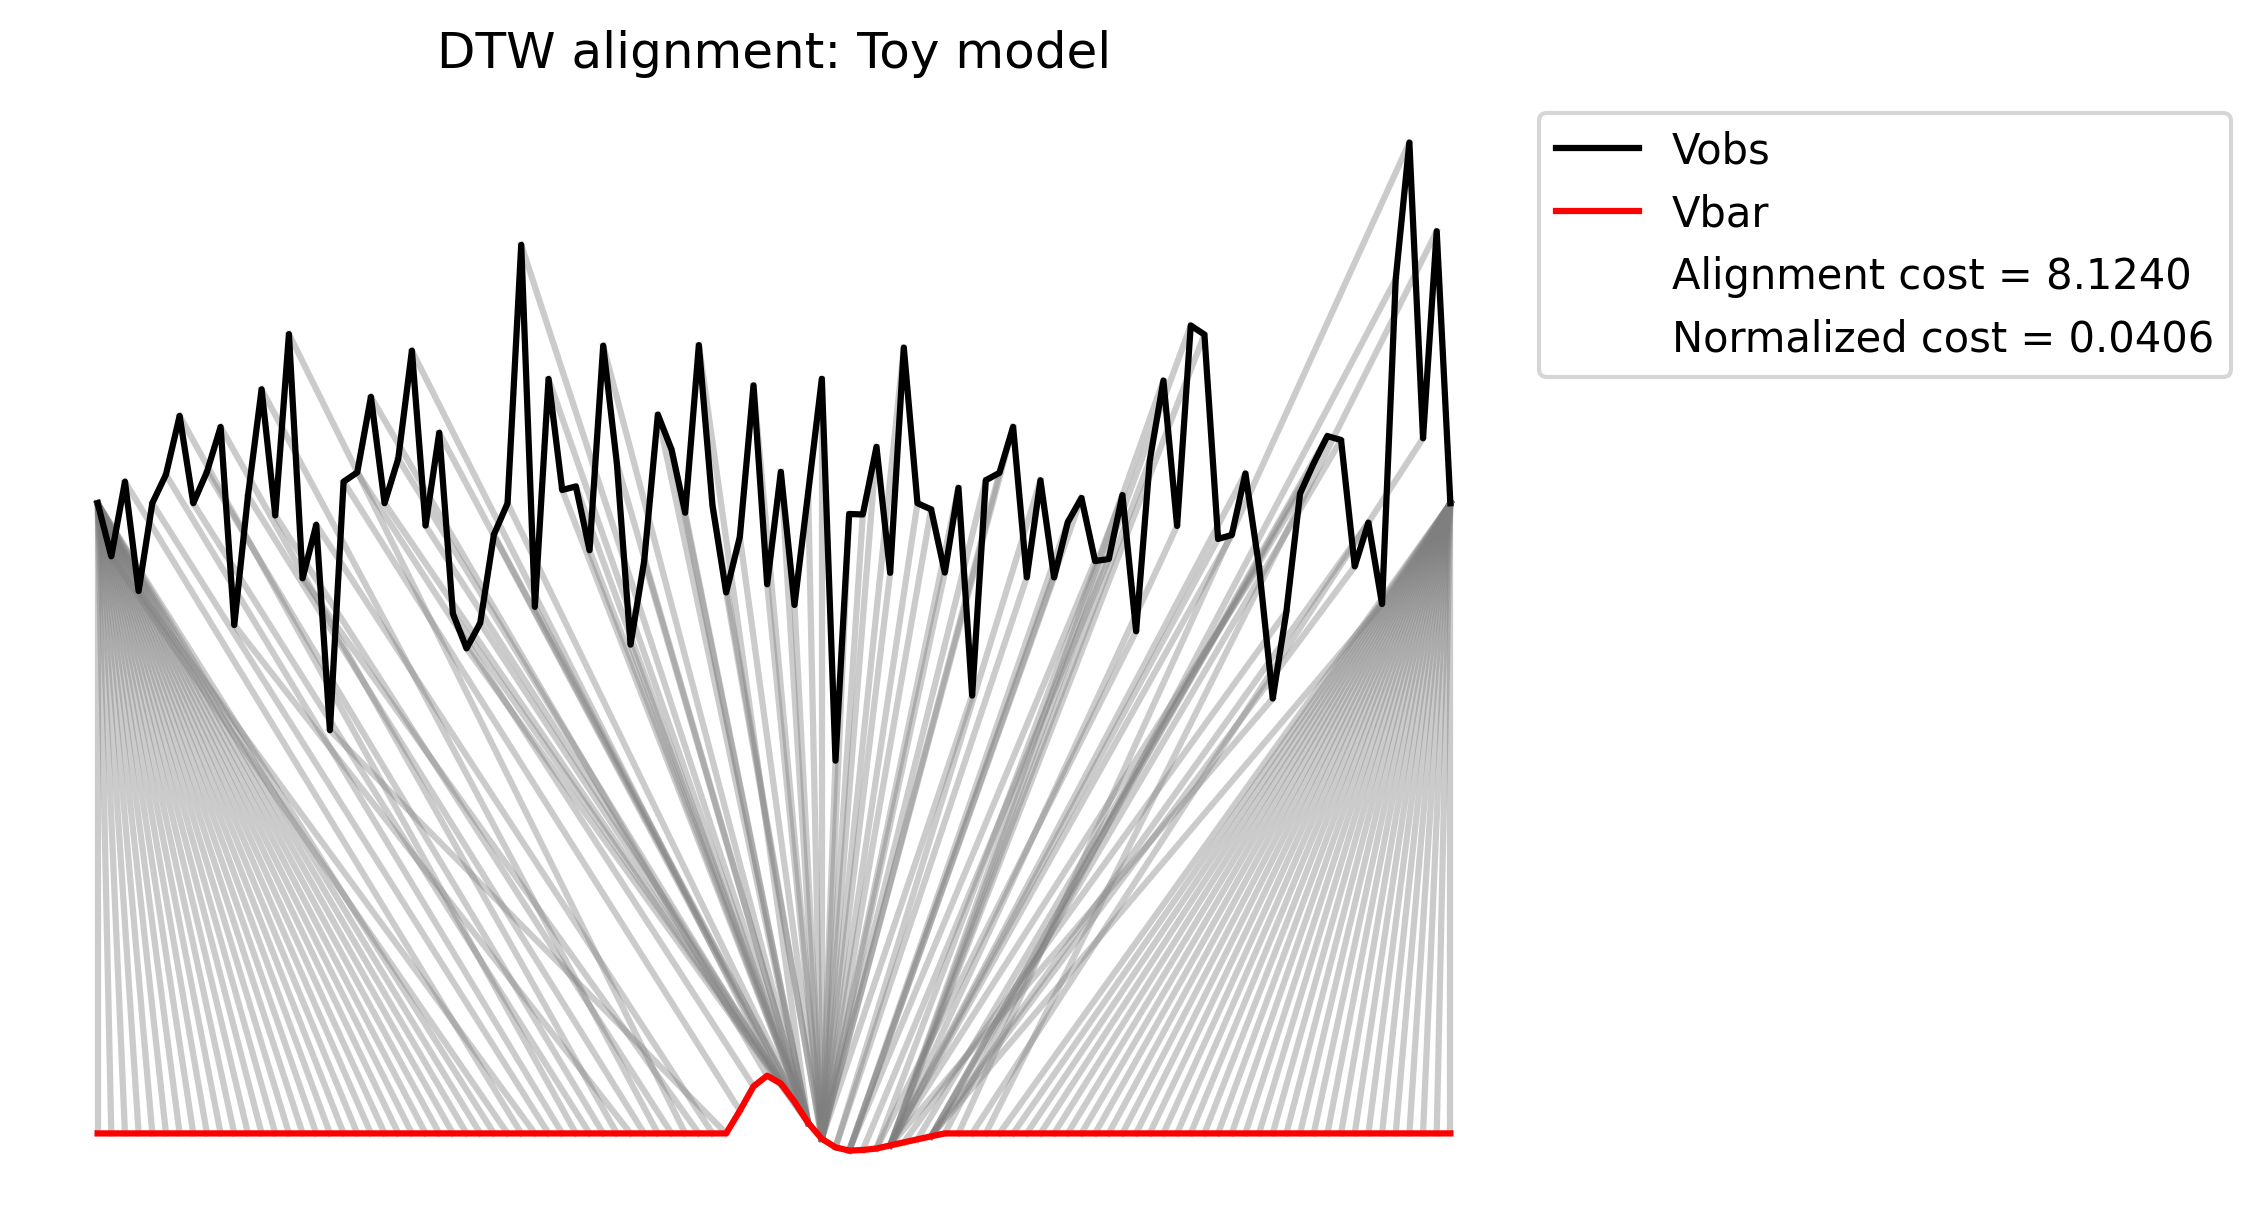 DTW alignment: Toy model
Vobs
Vbar
Alignment cost = 8.1240
Normalized cost = 0.0406